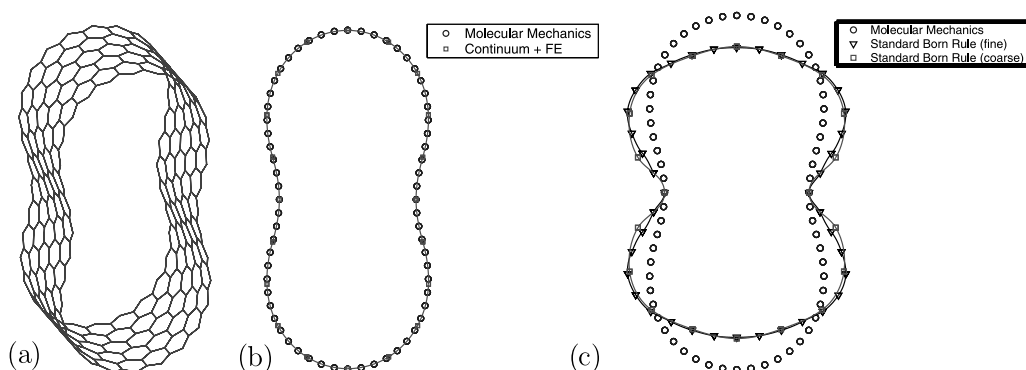 Molecular Mechanics
Continuum + FE
Molecular Mechanics
Standard Born Rule (fine)
Standard Born Rule (coarse)
(a)
(b)
(c)